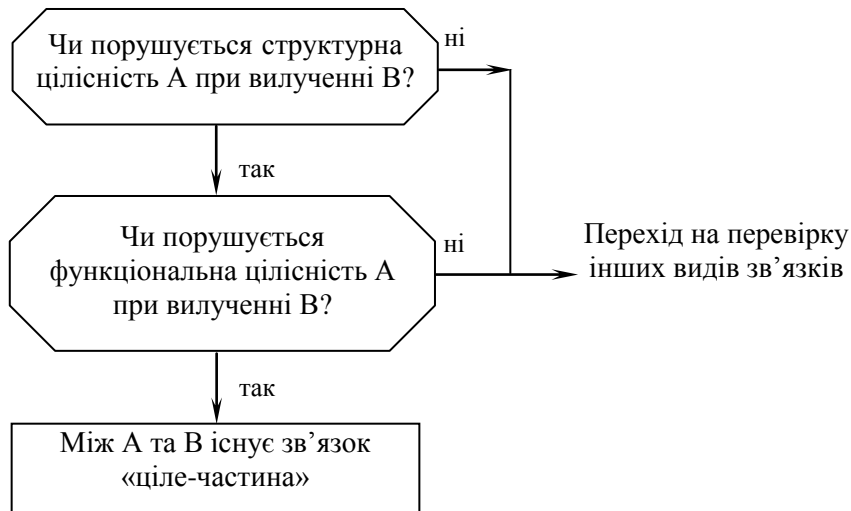 Чи порушується структурна
цілісність А при вилученні В?
ні
так
Чи порушується
функціональна цілісність А
при вилученні В?
ні
Перехід на перевірку
інших видів зв’язків
так
Між А та В існує зв’язок
«ціле-частина»